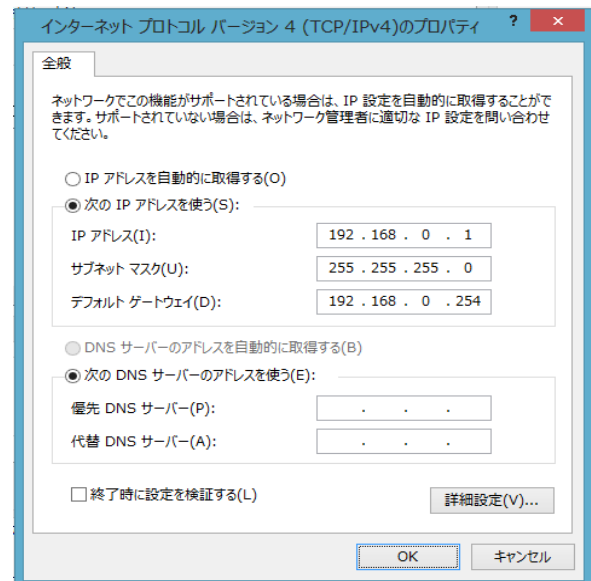 インターネット プロトコル バージョン 4 (TCP/IPv4)のプロパティ ? ×
全般
ネットワークでこの機能がサポートされている場合は、IP 設定を自動的に取得することがで
きます。サポートされていない場合は、ネットワーク管理者に適切な IP 設定を問い合わせ
てください。
IP アドレスを自動的に取得する(O)
次の IP アドレスを使う(S):
IP アドレス(I): 192 . 168 . 0 . 1
サブネット マスク(U): 255 . 255 . 255 . 0
デフォルト ゲートウェイ(D): 192 . 168 . 0 . 254
DNS サーバーのアドレスを自動的に取得する(B)
次の DNS サーバーのアドレスを使う(E):
優先 DNS サーバー(P): . . .
代替 DNS サーバー(A): . . .
終了時に設定を検証する(L)
詳細設定(V)...
OK キャンセル